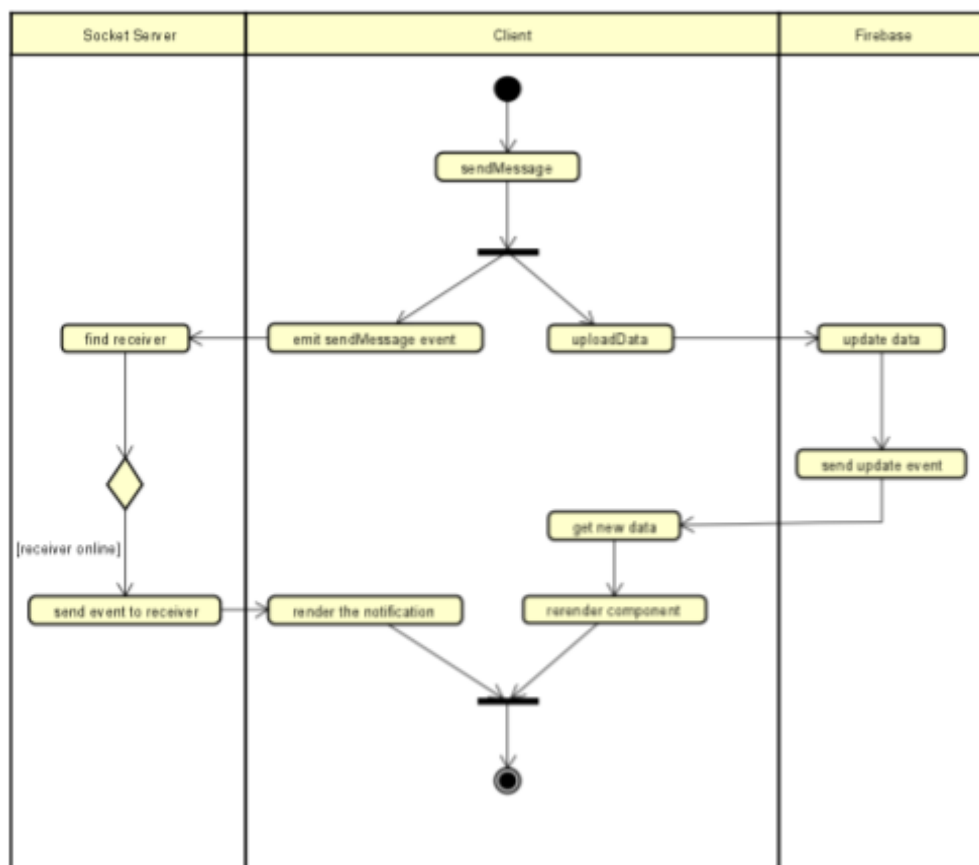 Socket Server
Client
Firebase
sendMessage
find receiver
emit sendMessage event
uploadData
update data
send update event
get new data
[receiver online]
send event to receiver
render the notification
rerender component